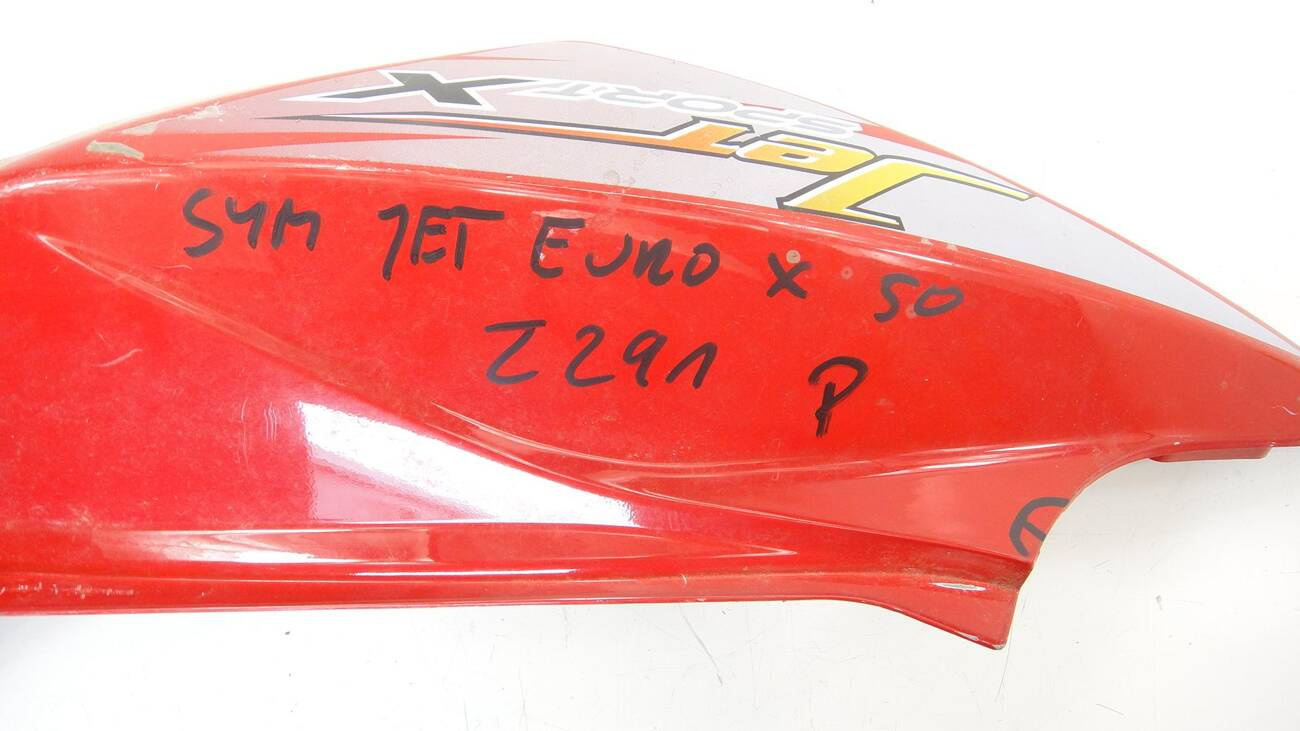 JeT
SPORT X
SYM JET EURO X 50
Z291 P